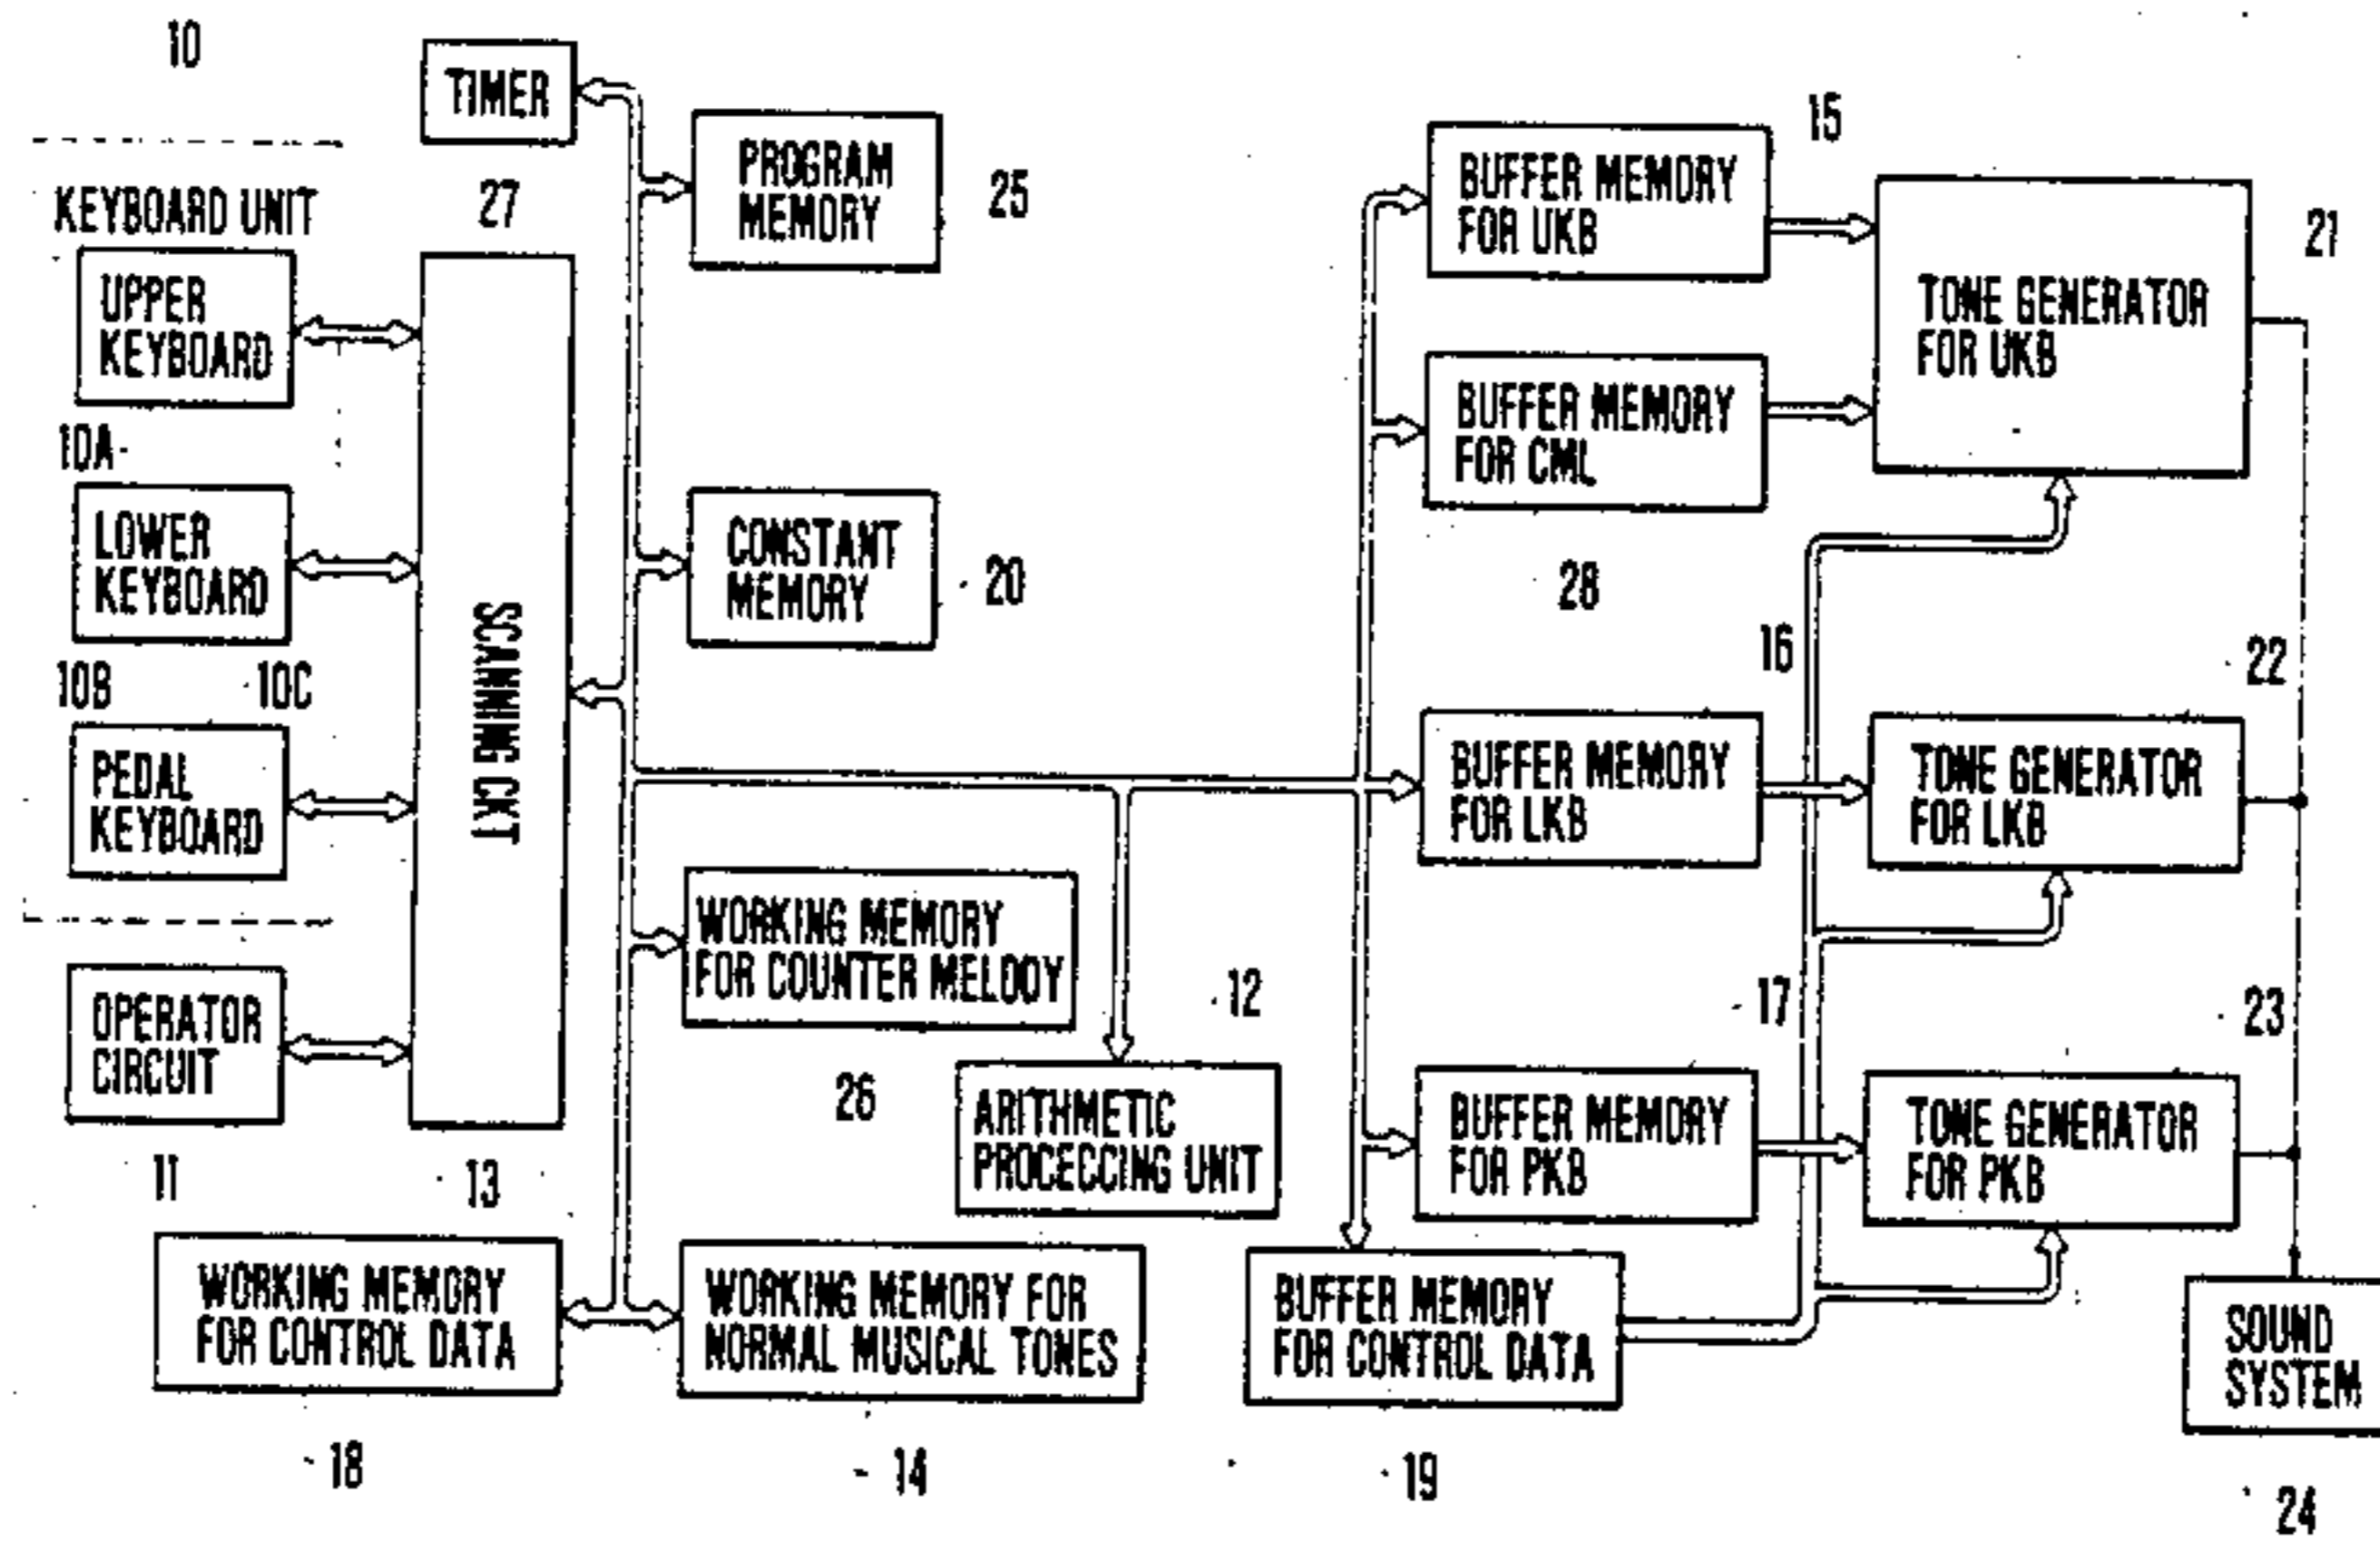 10
TIMER
KEYBOARD UNIT
27
PROGRAM
MEMORY
25
UPPER
KEYBOARD
10A
LOWER
KEYBOARD
10B
10C
PEDAL
KEYBOARD
OPERATOR
CIRCUIT
11
SCANNING CKT
13
CONSTANT
MEMORY
20
WORKING MEMORY
FOR COUNTER MELODY
26
12
ARITHMETIC
PROCECCING UNIT
WORKING MEMORY
FOR CONTROL DATA
18
WORKING MEMORY FOR
NORMAL MUSICAL TONES
14
BUFFER MEMORY
FOR UKB
15
BUFFER MEMORY
FOR CML
28
TONE GENERATOR
FOR UKB
21
16
BUFFER MEMORY
FOR LKB
TONE GENERATOR
FOR LKB
22
17
BUFFER MEMORY
FOR PKB
TONE GENERATOR
FOR PKB
23
BUFFER MEMORY
FOR CONTROL DATA
19
SOUND
SYSTEM
24